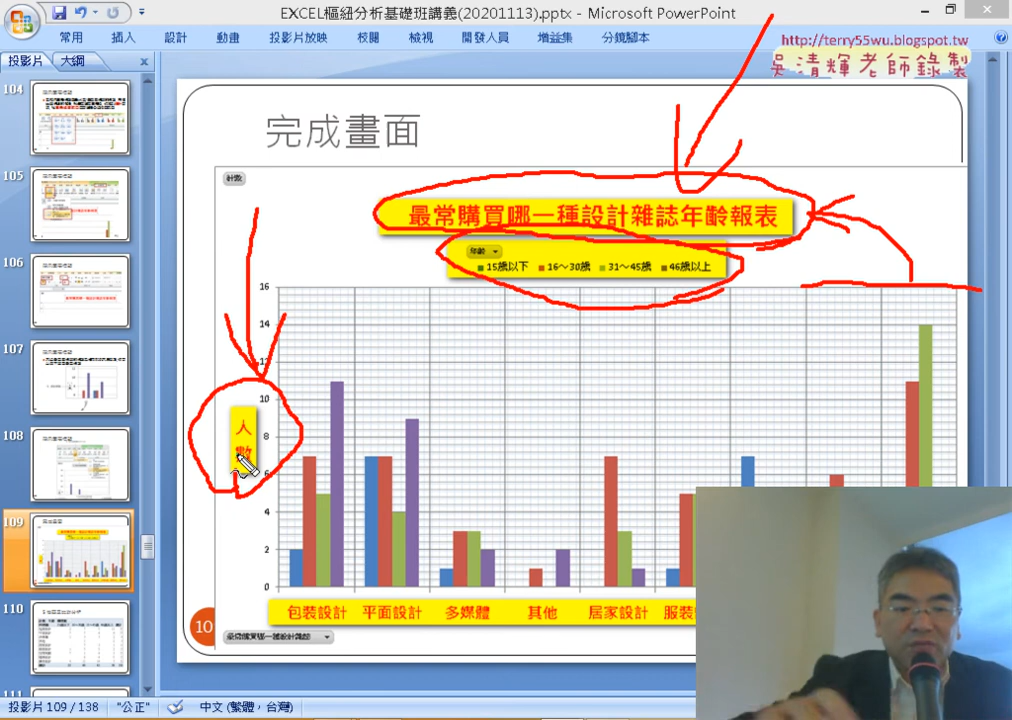 EXCEL樞紐分析基礎班講義(20201113).pptx - Microsoft PowerPoint
常用 插入 設計 動畫 投影片放映 校閱 檢視 開發人員 增益集 分鏡腳本
http://terry55wu.blogspot.tw
吳清輝老師錄製
投影片 大綱 x
104
105
106
107
108
109
110
111
完成畫面
計數
最常購買哪一種設計雜誌年齡報表
年齡
15歲以下 16～30歲 31～45歲 46歲以上
16
14
12
10
8
6
4
2
0
人數
包裝設計 平面設計 多媒體 其他 居家設計 服裝
最常購買哪一種設計雜誌
10
投影片 109 / 138 "公正" 中文 (繁體，台灣)